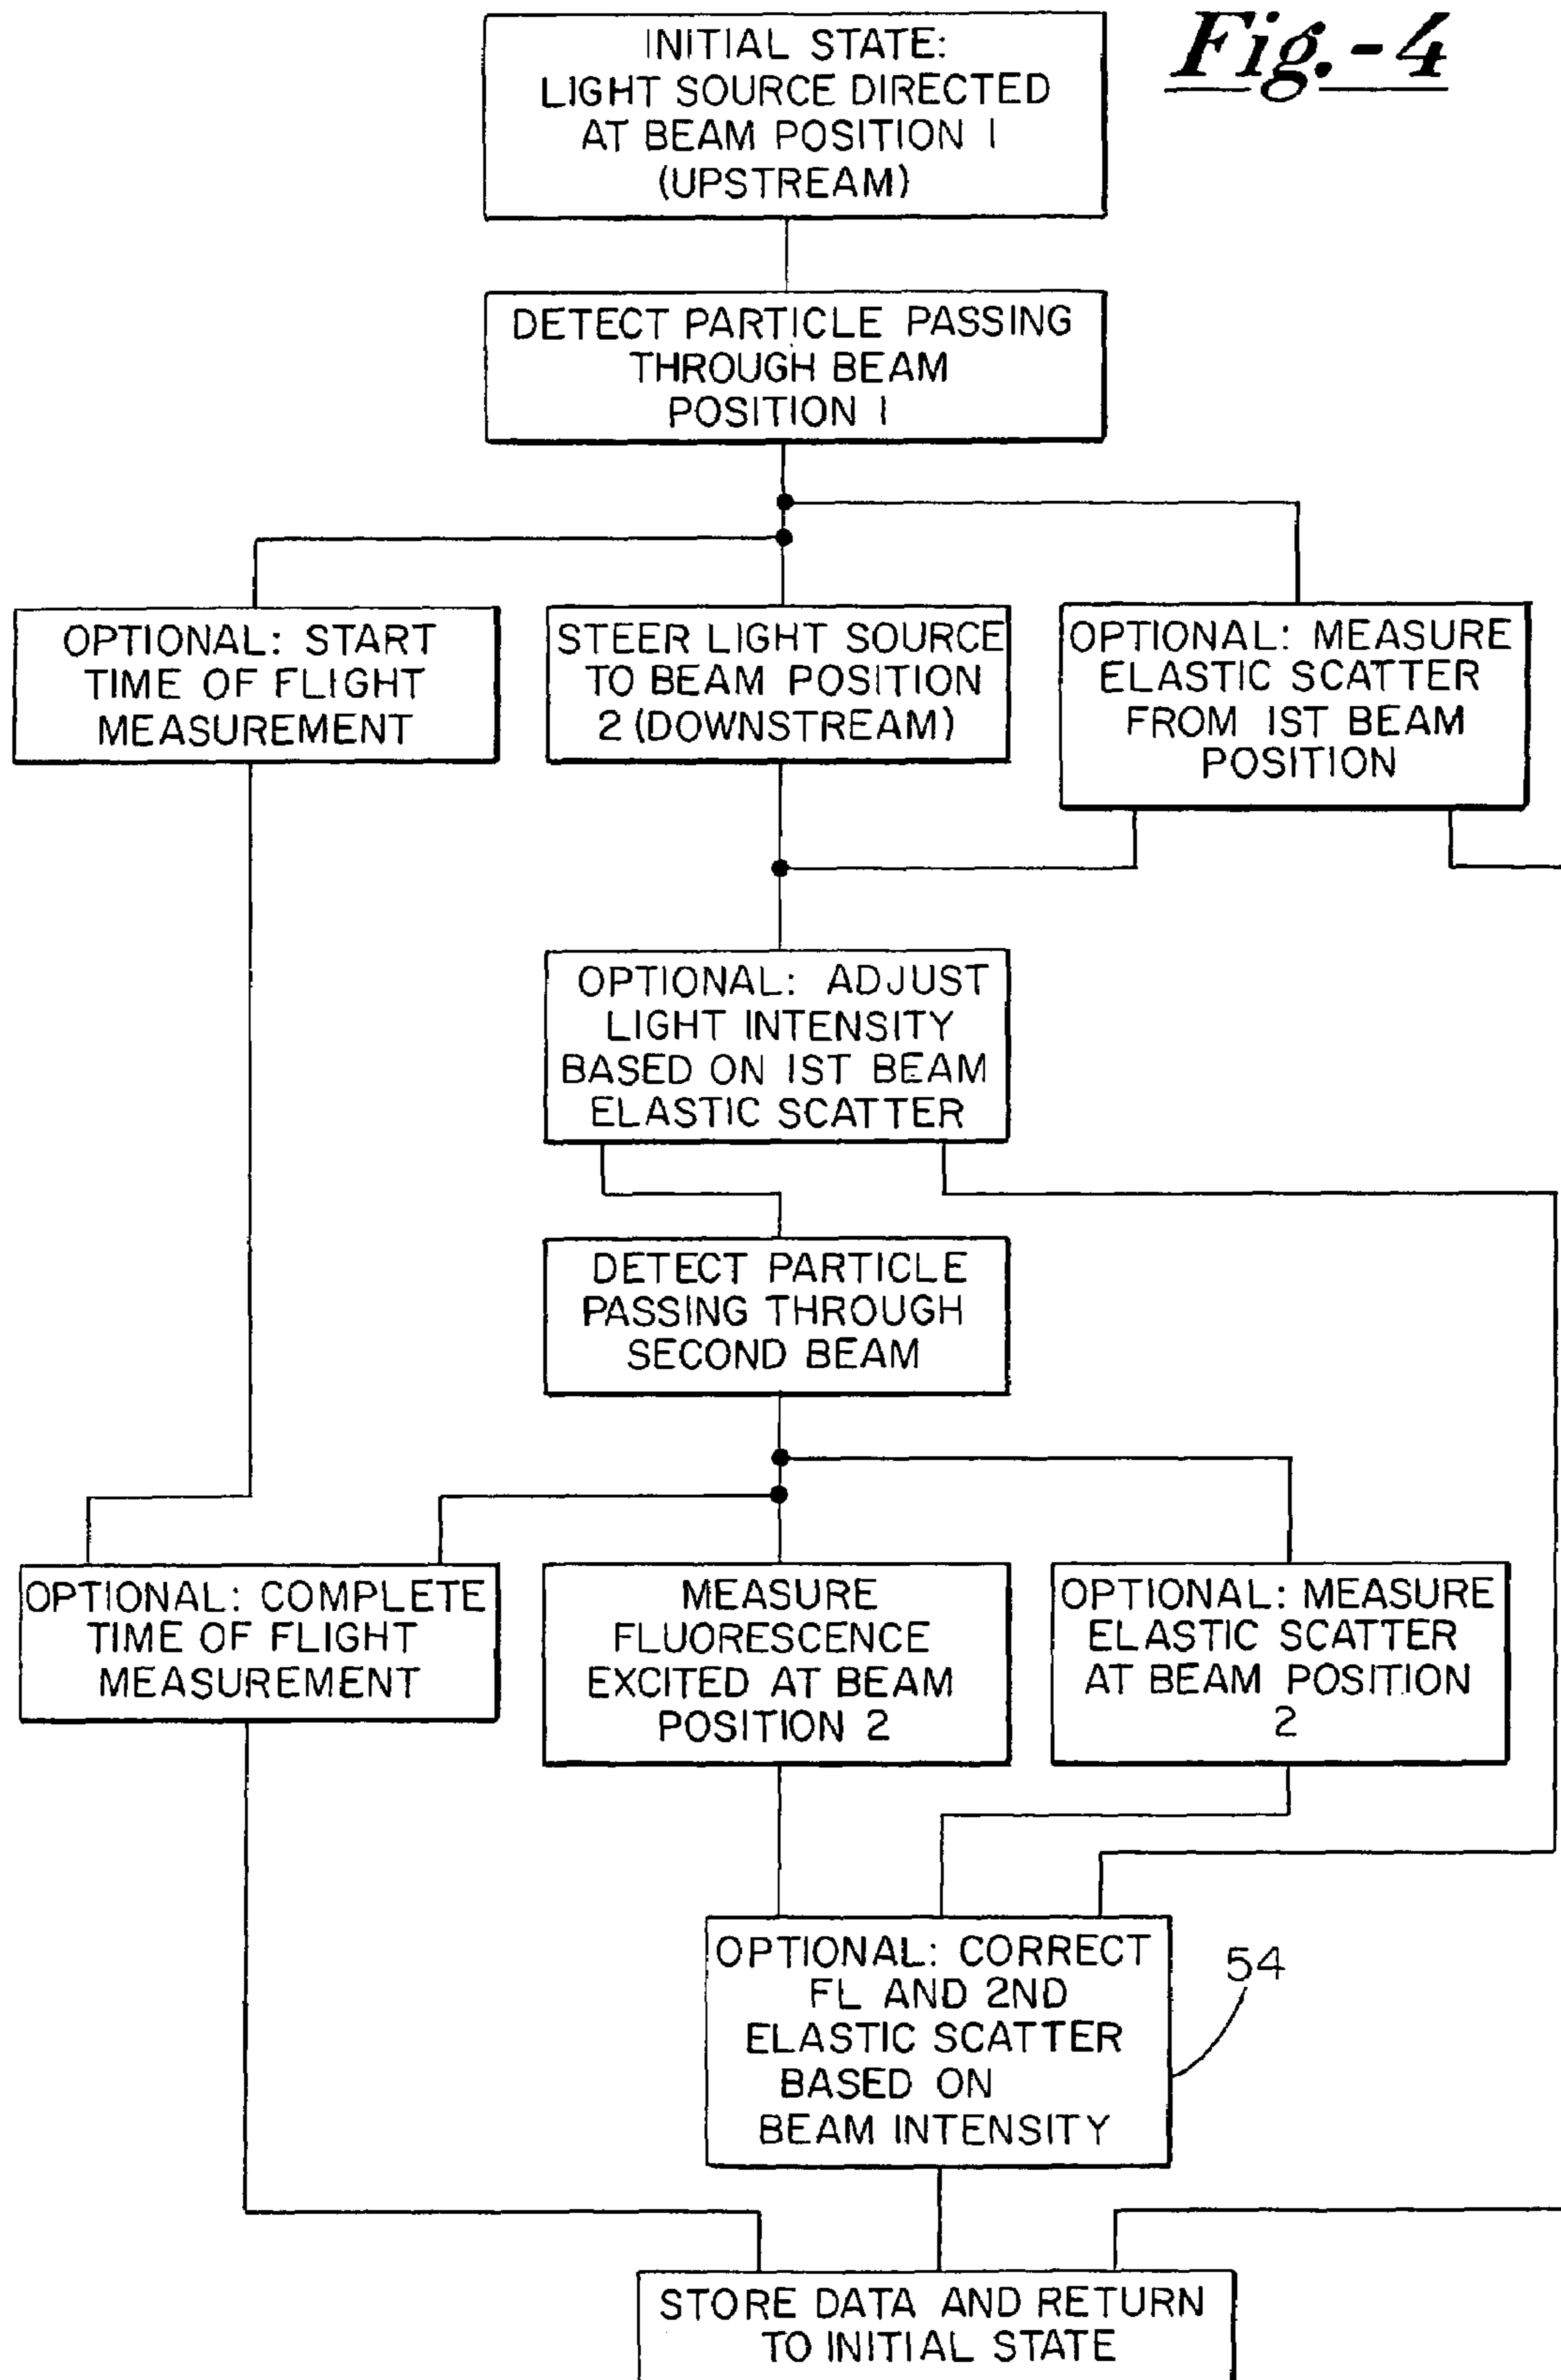 Fig.-4
INITIAL STATE:
LIGHT SOURCE DIRECTED
AT BEAM POSITION 1
(UPSTREAM)
DETECT PARTICLE PASSING
THROUGH BEAM
POSITION 1
OPTIONAL: START
TIME OF FLIGHT
MEASUREMENT
STEER LIGHT SOURCE
TO BEAM POSITION
2 (DOWNSTREAM)
OPTIONAL: MEASURE
ELASTIC SCATTER
FROM 1ST BEAM
POSITION
OPTIONAL: ADJUST
LIGHT INTENSITY
BASED ON 1ST BEAM
ELASTIC SCATTER
DETECT PARTICLE
PASSING THROUGH
SECOND BEAM
OPTIONAL: COMPLETE
TIME OF FLIGHT
MEASUREMENT
MEASURE
FLUORESCENCE
EXCITED AT BEAM
POSITION 2
OPTIONAL: MEASURE
ELASTIC SCATTER
AT BEAM POSITION
2
OPTIONAL: CORRECT
FL AND 2ND
ELASTIC SCATTER
BASED ON
BEAM INTENSITY
54
STORE DATA AND RETURN
TO INITIAL STATE